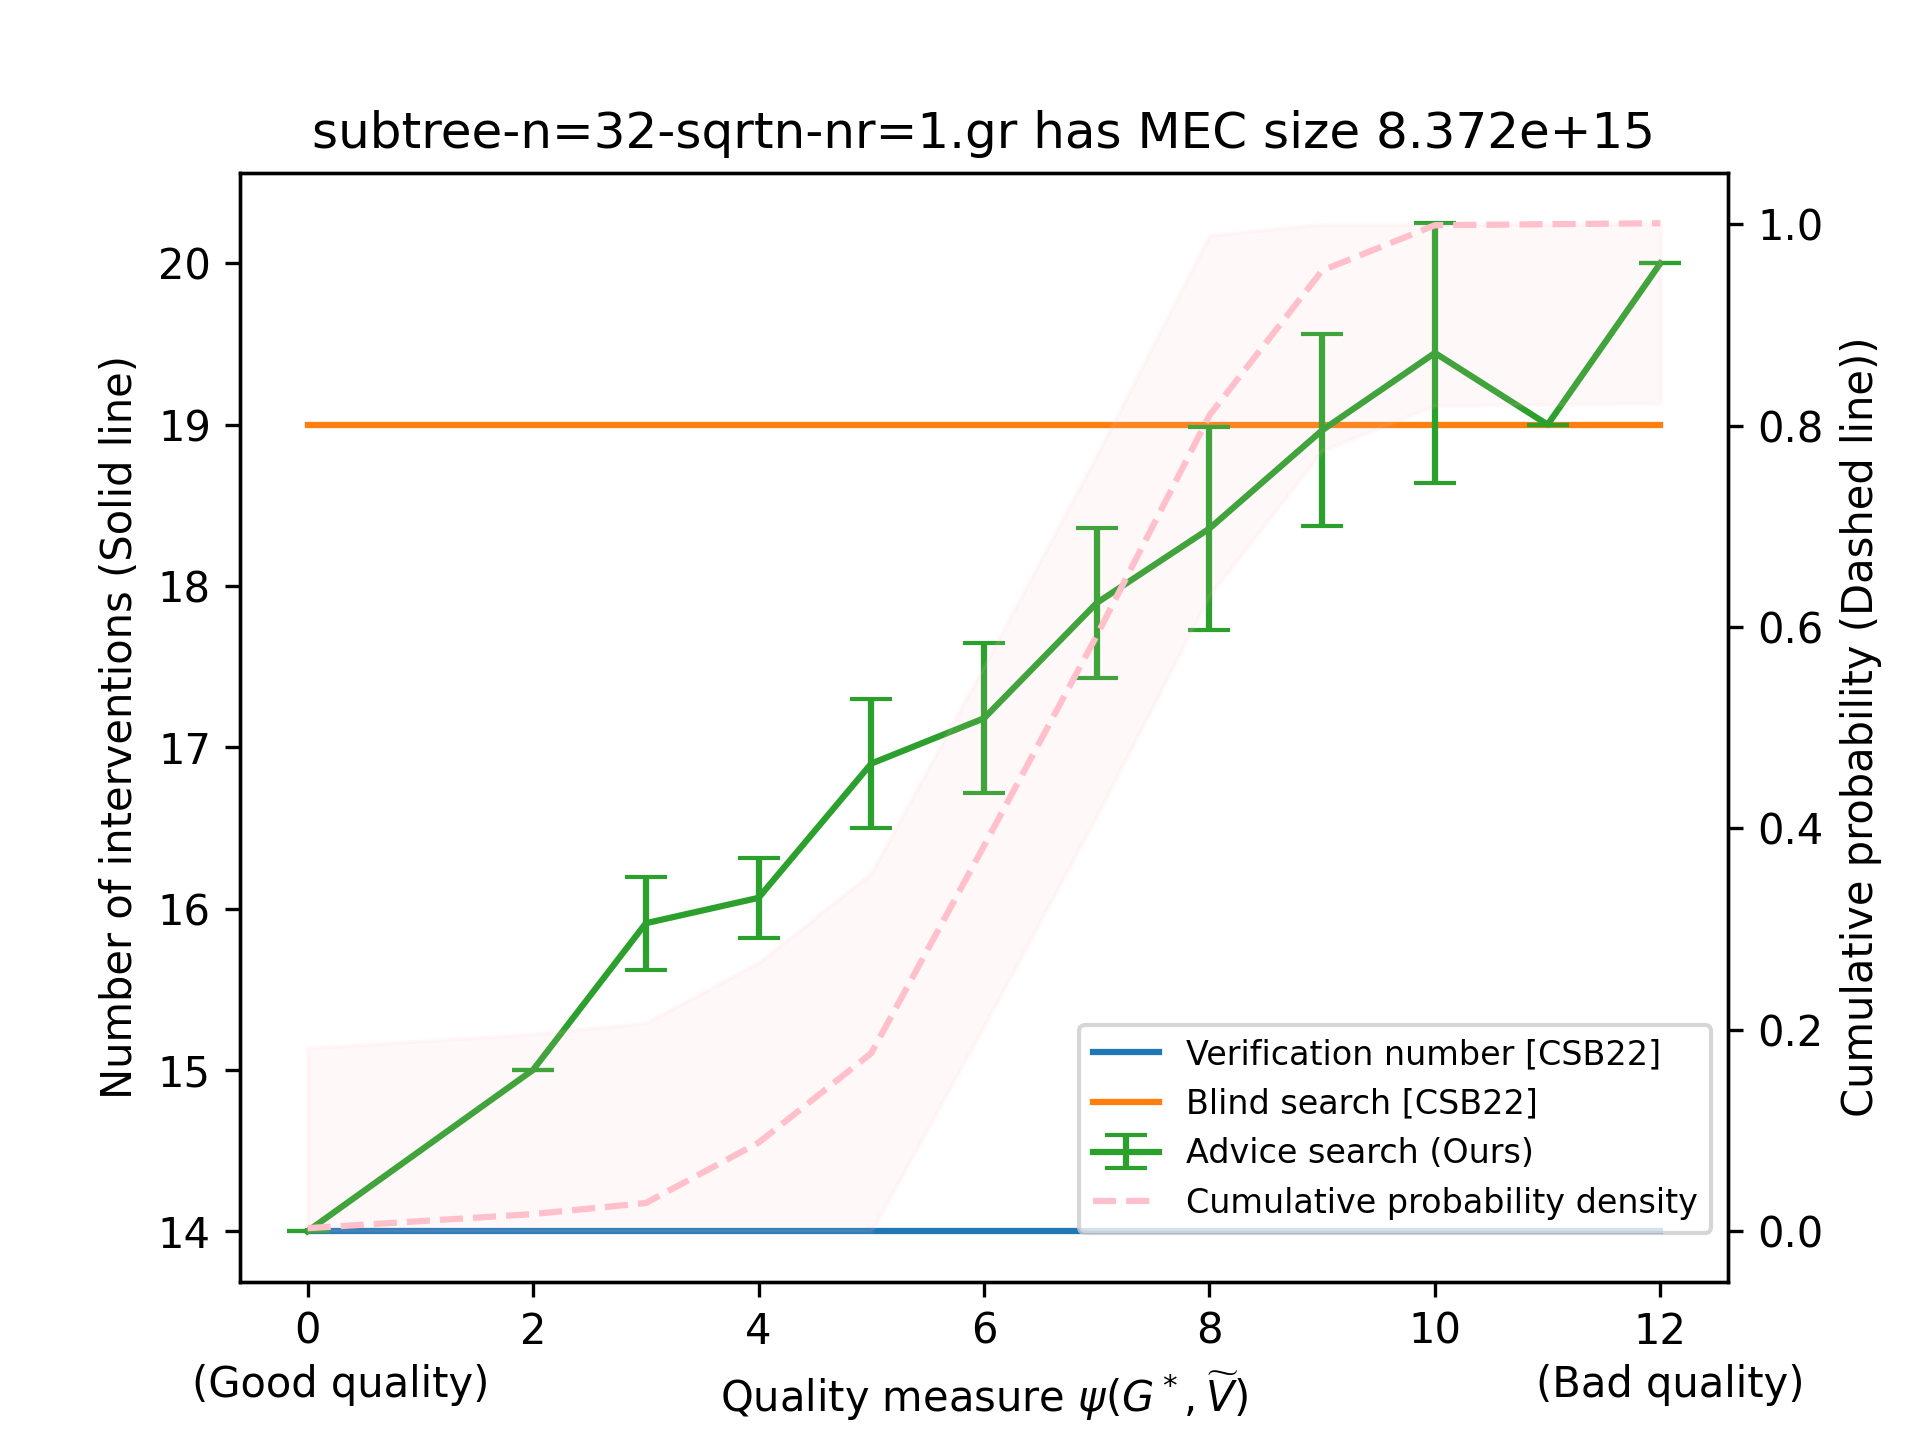 subtree-n=32-sqrtn-nr=1.gr has MEC size 8.372e+15
Number of interventions (Solid line)
20
19
18
17
16
15
14
1.0
0.8
0.6
0.4
0.2
0.0
Cumulative probability (Dashed line))
Verification number [CSB22]
Blind search [CSB22]
Advice search (Ours)
Cumulative probability density
0 2 4 6 8 10 12
(Good quality) Quality measure ψ(G*, Ṽ) (Bad quality)